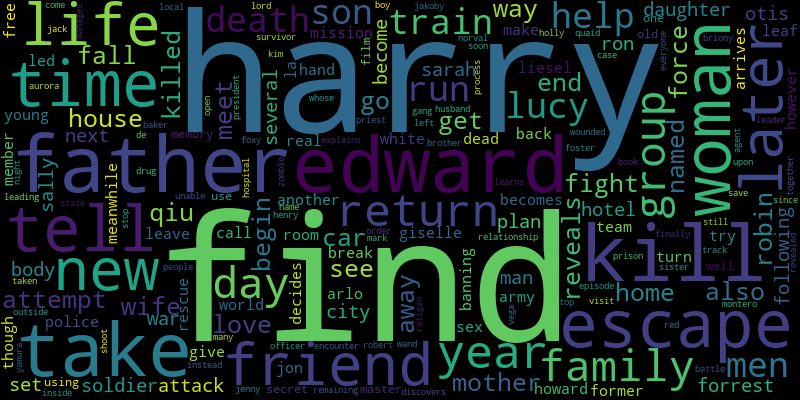 free
come
local
lord
boy
jakoby
life
jack
manages
death
son
mission
survivor
kim
film
train
way
one
daughter
otis
holly
quaid
old
help
make
norval
soon
everyone
leaf
fall
led
killed
harry
la
hand
become
sarah
ron
woman
force
arrives
briony
later
time
aurora
meet
several
open
president
whose
go
run
process
liesel
case
lucy
end
young
house
baker
real
priest
gang
husband
left
get
wounded
foster
group
named
agent
leader
however
member
night
next
de
memory
foxy
white
dead
back
brother
book
upon
father
edward
fight
together
since
sally
drug
zombie
explains
learns
save
meanwhile
leading
state
stop
qiu
unable
use
hospital
another
becomes
hotel
still
tell
leave
call
name
henry
room
order
mark
return
giselle
plan
relationship
team
finally
try
track
robin
following
revealed
begin
car
break
prison
turn
sister
well
kill
new
find
day
see
reveals
body
taken
people
rescue
decides
arlo
world
city
away
banning
man
army
episode
visit
home
also
montero
attempt
wife
outside
many
love
ratigan
vega
sex
top
escape
red
though
take
police
war
officer
encounter
robert
wand
year
battle
yamura
shoot
give
instead
friend
jon
family
men
set
using
inside
soldier
attack
jenny
secret
remaining
master
discovers
mother
howard
former
forrest